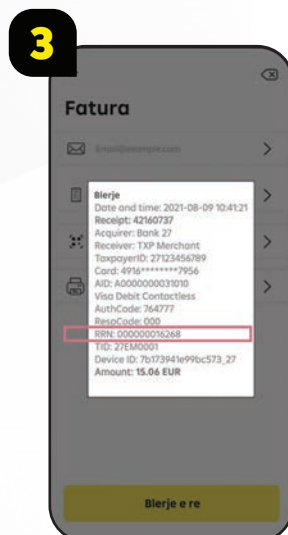 3
Fatura
Email@example.com
Blerje
Date and time: 2021-08-09 10:41:21
Receipt: 42160737
Acquirer: Bank 27
Receiver: TXP Merchant
TaxpayerID: 27123456789
Card: 4916********7956
AID: A0000000031010
Visa Debit Contactless
AuthCode: 764777
RespCode: 000
RRN: 000000016268
TID: 27EM0001
Device ID: 7b173941e99bc573_27
Amount: 15.06 EUR
Blerje e re